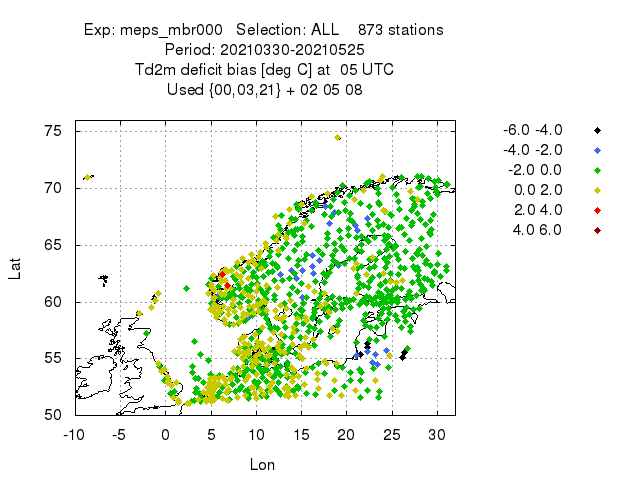 Exp: meps_mbr000 Selection: ALL 873 stations
Period: 20210330-20210525
Td2m deficit bias [deg C] at 05 UTC
Used {00,03,21} + 02 05 08
-6.0 -4.0
-4.0 -2.0
-2.0 0.0
0.0 2.0
2.0 4.0
4.0 6.0
75
70
65
60
55
50
Lat
-10 -5 0 5 10 15 20 25 30
Lon